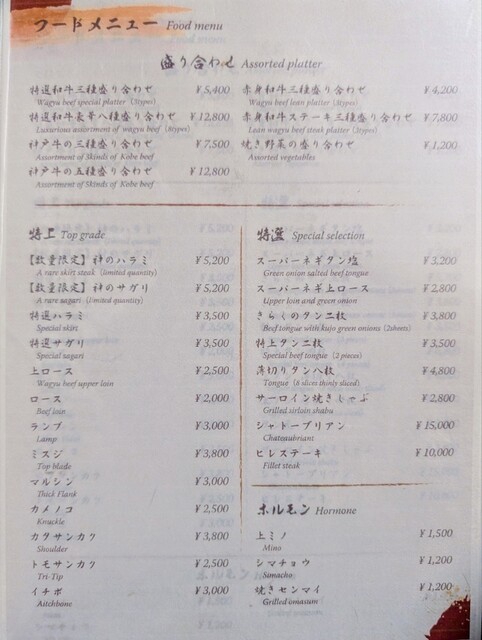 フードメニュー Food menu
盛り合わせ Assorted platter
特選和牛三種盛り合わせ ¥5,400
Wagyu beef special platter (3types)
特選和牛豪華八種盛り合わせ ¥12,800
Luxurious assortment of wagyu beef (8types)
神戸牛の三種盛り合わせ ¥7,500
Assortment of 3kinds of Kobe beef
神戸牛の五種盛り合わせ ¥12,800
Assortment of 5kinds of Kobe beef
赤身和牛三種盛り合わせ ¥4,200
Wagyu beef lean platter (3types)
赤身和牛ステーキ三種盛り合わせ ¥7,800
Lean wagyu beef steak platter (3types)
焼き野菜の盛り合わせ ¥1,200
Assorted vegetables
特上 Top grade
【数量限定】神のハラミ ¥5,200
A rare skirt steak (limited quantity)
【数量限定】神のサガリ ¥5,200
A rare sagari (limited quantity)
特選ハラミ ¥3,500
Special skirt
特選サガリ ¥3,500
Special sagari
上ロース ¥2,500
Wagyu beef upper loin
ロース ¥2,000
Beef loin
ランプ ¥3,000
Lamp
ミスジ ¥3,800
Top blade
マルシン ¥3,000
Thick Flank
カメノコ ¥2,500
Knuckle
カタサンカク ¥3,800
Shoulder
トモサンカク ¥2,500
Tri-Tip
イチボ ¥3,000
Aitchbone
特選 Special selection
スーパーネギタン塩 ¥3,200
Green onion salted beef tongue
スーパーネギ上ロース ¥2,800
Upper loin and green onion
きらくのタン二枚 ¥3,800
Beef tongue with kujo green onions (2sheets)
特上タン二枚 ¥3,500
Special beef tongue (2 pieces)
薄切りタン八枚 ¥4,800
Tongue (8 slices thinly sliced)
サーロイン焼きしゃぶ ¥2,800
Grilled sirloin shabu
シャトーブリアン ¥15,000
Chateaubriant
ヒレステーキ ¥10,000
Fillet steak
ホルモン Hormone
上ミノ ¥1,500
Mino
シマチョウ ¥1,200
Simacho
焼きセンマイ ¥1,200
Grilled omasum